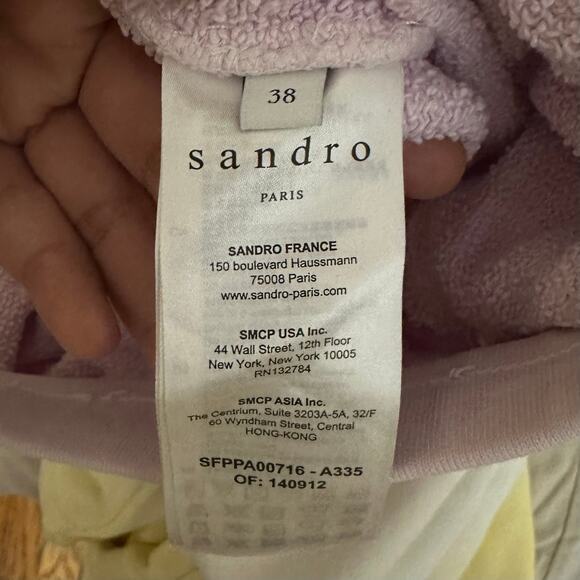 38
sandro
PARIS
SANDRO FRANCE
150 boulevard Haussmann
75008 Paris
www.sandro-paris.com
SMCP USA Inc.
44 Wall Street, 12th Floor
New York, New York 10005
RN132784
SMCP ASIA Inc.
The Centrium, Suite 3203A-5A, 32/F
60 Wyndham Street, Central
HONG-KONG
SFPPA00716 - A335
OF: 140912